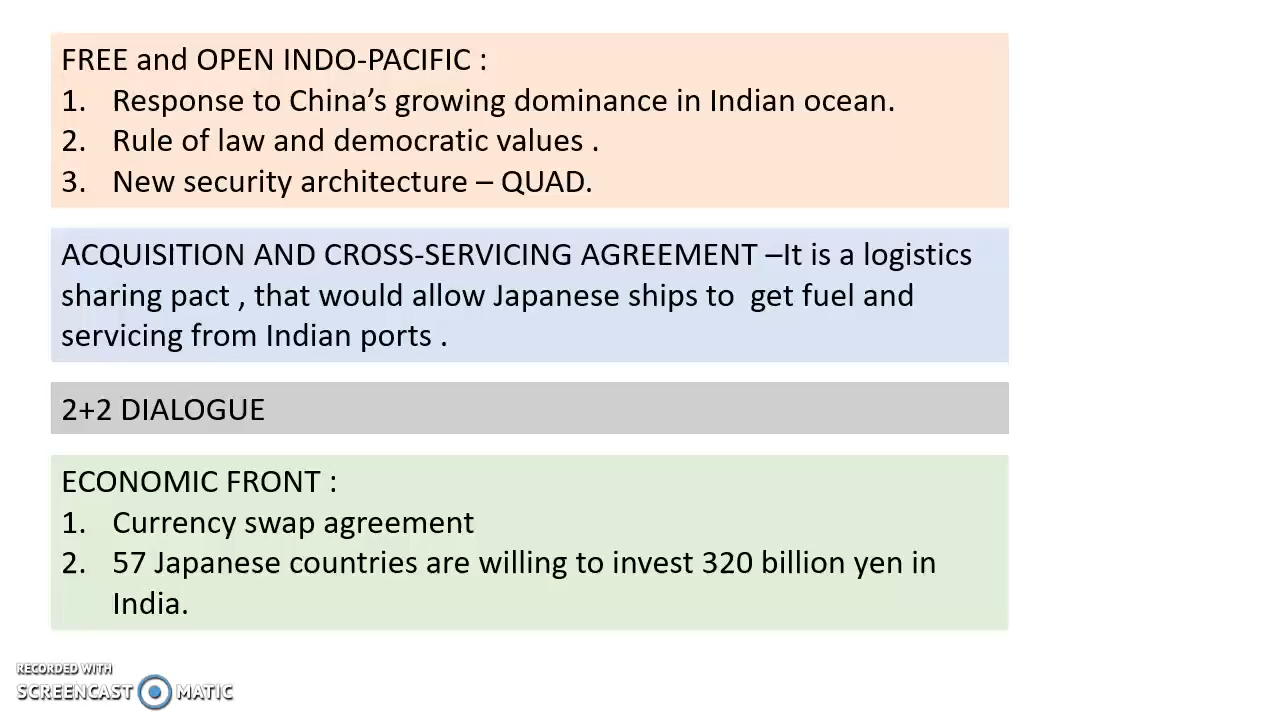 FREE and OPEN INDO-PACIFIC :
1. Response to China’s growing dominance in Indian ocean.
2. Rule of law and democratic values .
3. New security architecture – QUAD.
ACQUISITION AND CROSS-SERVICING AGREEMENT –It is a logistics
sharing pact , that would allow Japanese ships to  get fuel and
servicing from Indian ports .
2+2 DIALOGUE
ECONOMIC FRONT :
1. Currency swap agreement
2. 57 Japanese countries are willing to invest 320 billion yen in
India.
RECORDED WITH
SCREENCAST MATIC